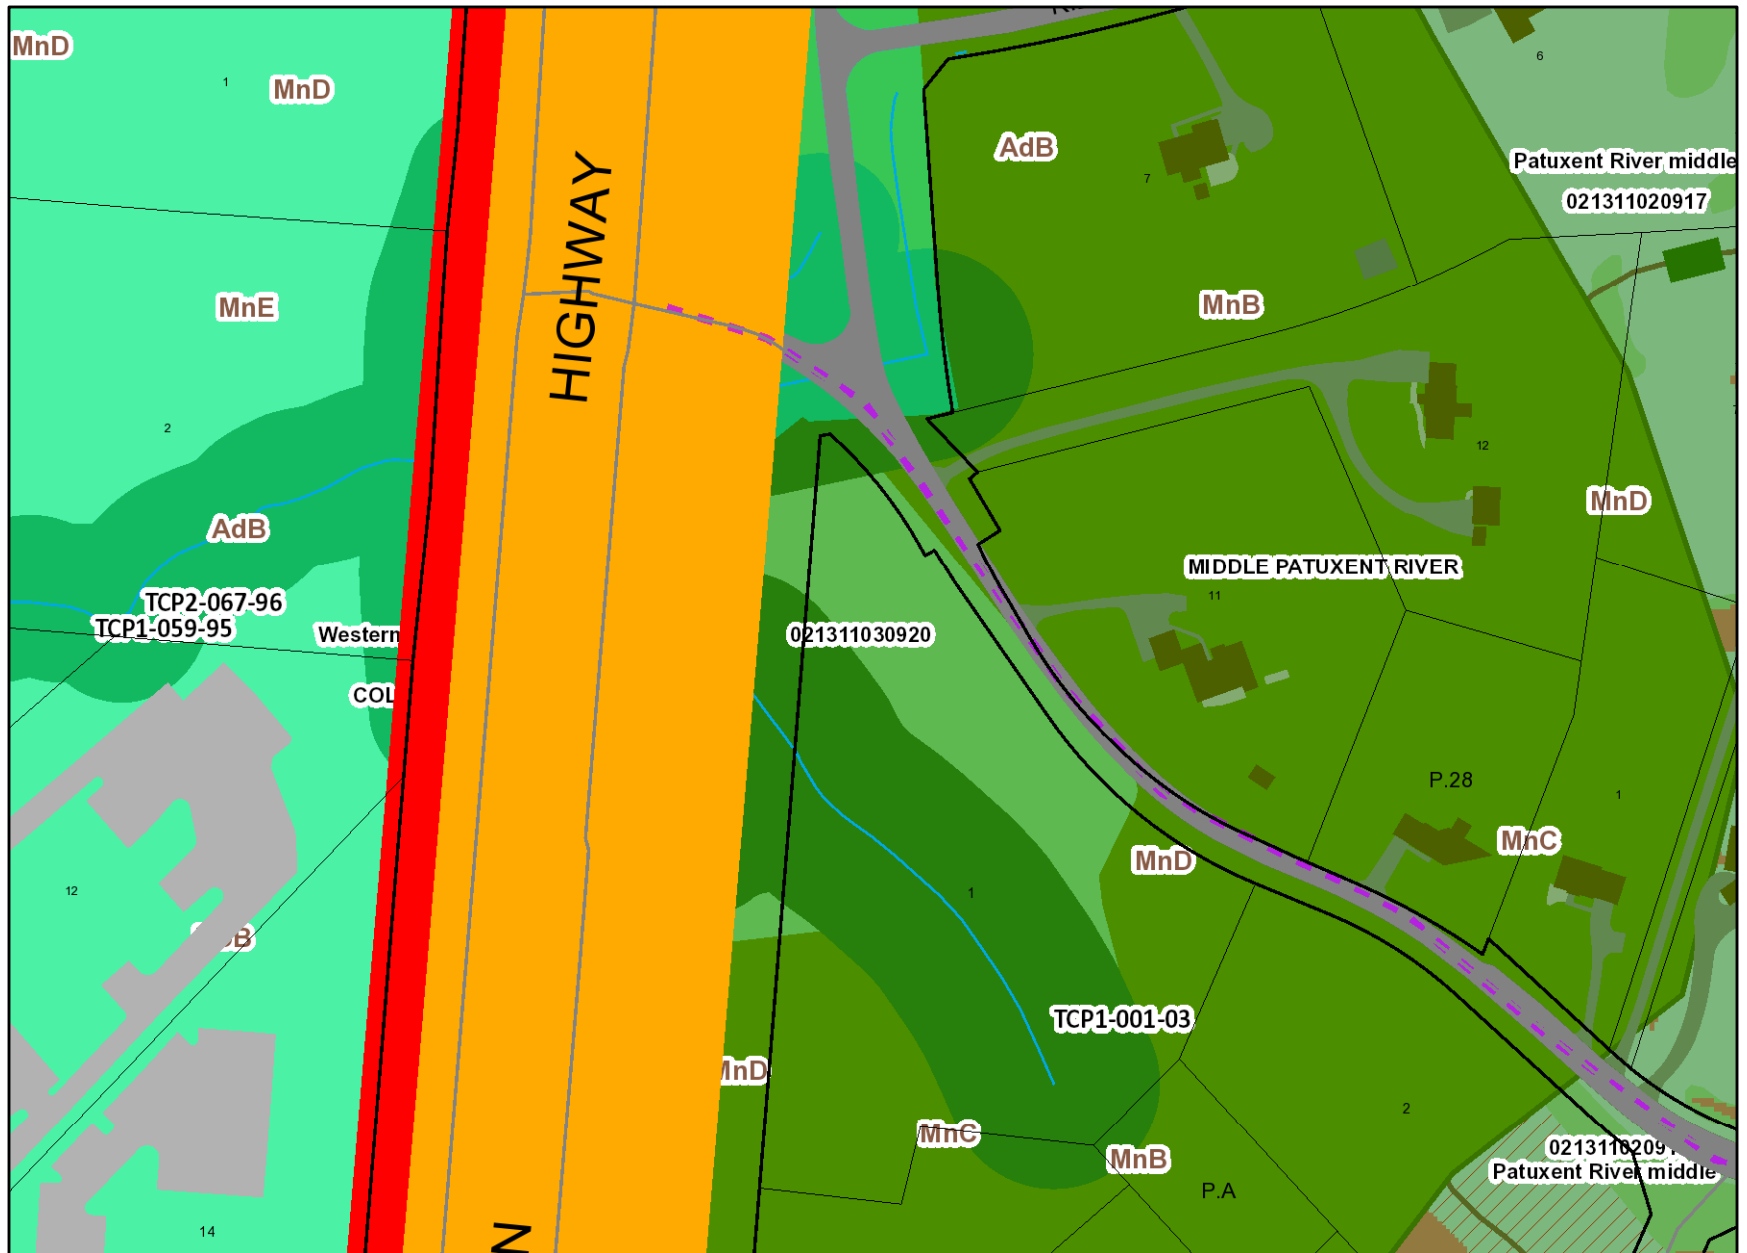 MnD
1
MnD
6
AdB
Patuxent River middle
7
021311020917
HIGHWAY
MnE
MnB
2
12
MnD
AdB
MIDDLE PATUXENT RIVER
11
TCP2-067-96
TCP1-059-95
Western
021311030920
COL
P.28
1
MnC
MnD
12
1
B
TCP1-001-03
MnD
2
MnC
MnB
02131102091
Patuxent River middle
P.A
14
N